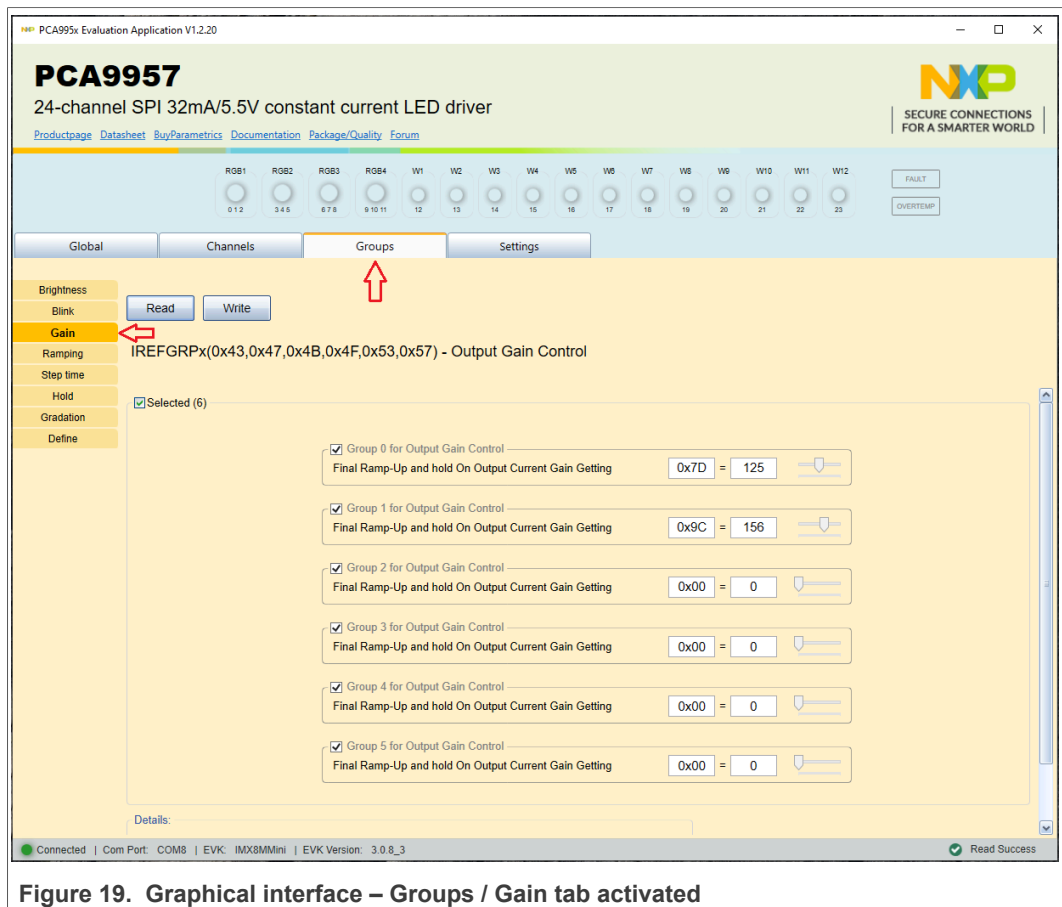 PCA995x Evaluation Application V1.2.20
PCA9957
24-channel SPI 32mA/5.5V constant current LED driver
Productpage Datasheet BuyParametrics Documentation Package/Quality Forum
NXP
SECURE CONNECTIONS
FOR A SMARTER WORLD
RGB1 RGB2 RGB3 RGB4 W1 W2 W3 W4 W5 W6 W7 W8 W9 W10 W11 W12
0 1 2 3 4 5 6 7 8 9 10 11 12 13 14 15 16 17 18 19 20 21 22 23
FAULT
OVERTEMP
Global Channels Groups Settings
Brightness
Blink
Gain
Ramping
Step time
Hold
Gradation
Define
Read Write
IREFGRPx(0x43,0x47,0x4B,0x4F,0x53,0x57) - Output Gain Control
Selected (6)
Group 0 for Output Gain Control
Final Ramp-Up and hold On Output Current Gain Getting 0x7D = 125
Group 1 for Output Gain Control
Final Ramp-Up and hold On Output Current Gain Getting 0x9C = 156
Group 2 for Output Gain Control
Final Ramp-Up and hold On Output Current Gain Getting 0x00 = 0
Group 3 for Output Gain Control
Final Ramp-Up and hold On Output Current Gain Getting 0x00 = 0
Group 4 for Output Gain Control
Final Ramp-Up and hold On Output Current Gain Getting 0x00 = 0
Group 5 for Output Gain Control
Final Ramp-Up and hold On Output Current Gain Getting 0x00 = 0
Details:
Connected | Com Port: COM8 | EVK: IMX8MMini | EVK Version: 3.0.8_3
Read Success
Figure 19. Graphical interface – Groups / Gain tab activated